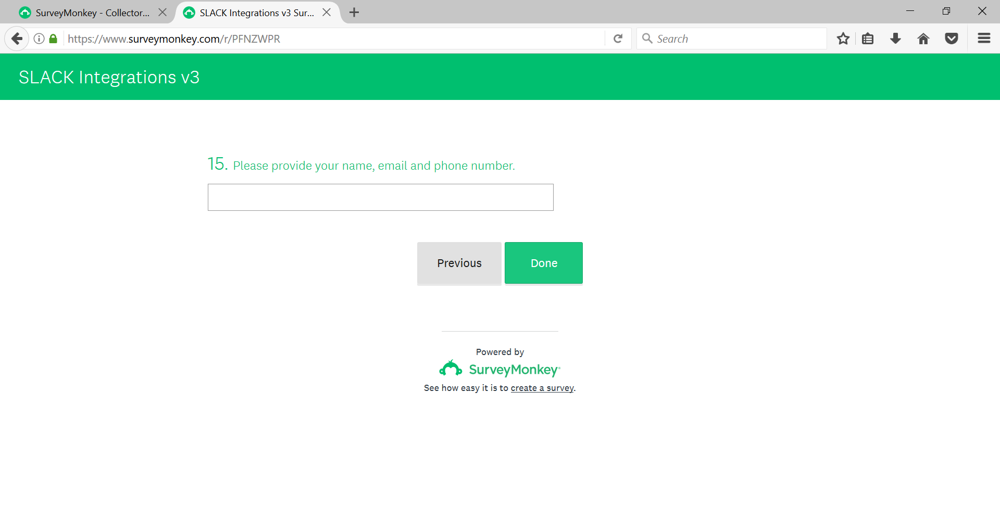 SurveyMonkey - Collector...
SLACK Integrations v3 Sur...
https://www.surveymonkey.com/r/PFNZWPR
Search
SLACK Integrations v3
15. Please provide your name, email and phone number.
Previous
Done
Powered by
SurveyMonkey
See how easy it is to create a survey.